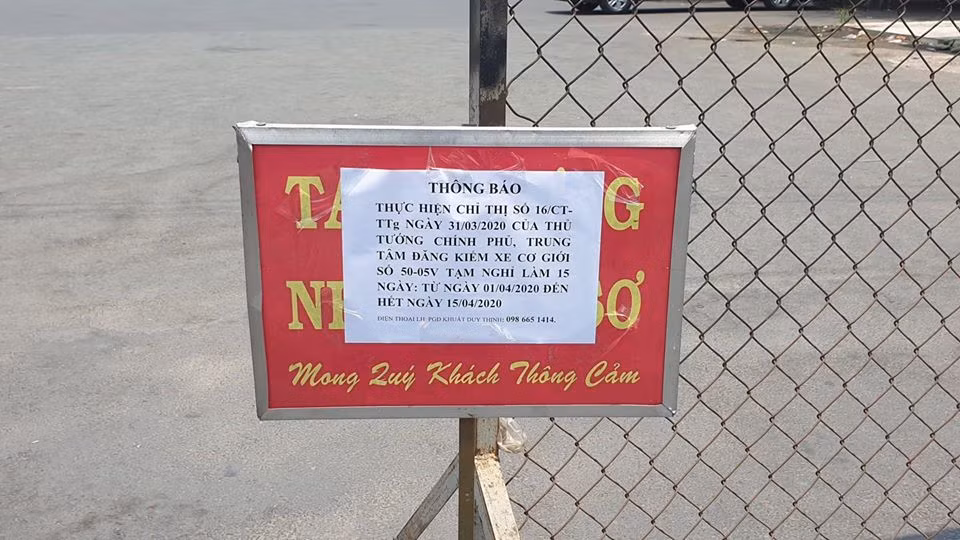 THÔNG BÁO
THỰC HIỆN CHỈ THỊ SỐ 16/CT-
TTg NGÀY 31/03/2020 CỦA THỦ
TƯỚNG CHÍNH PHỦ, TRUNG
TÂM ĐĂNG KIỂM XE CƠ GIỚI
SỐ 50-05V TẠM NGHỈ LÀM 15
NGÀY: TỪ NGÀY 01/04/2020 ĐẾN
HẾT NGÀY 15/04/2020
ĐIỆN THOẠI LH PGD KHUẤT DUY THỊNH: 098 665 1414.
Mong Quý Khách Thông Cảm